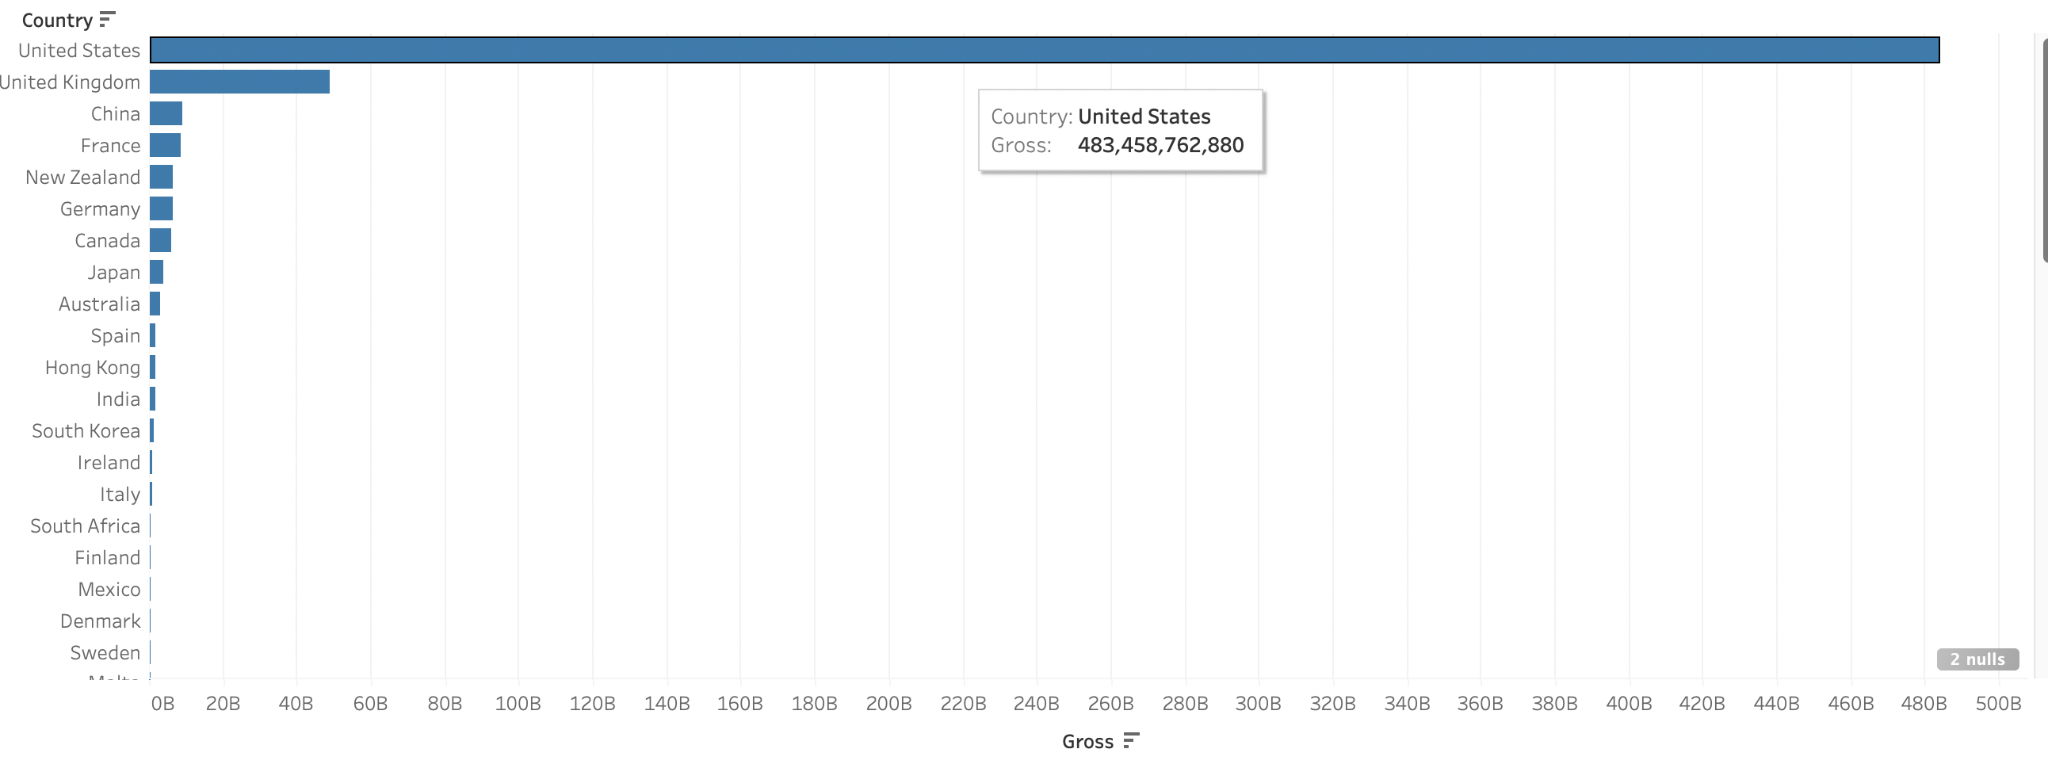 Country
United States
United Kingdom
China
Country: United States
Gross: 483,458,762,880
France
New Zealand
Germany
Canada
Japan
Australia
Spain
Hong Kong
India
South Korea
Ireland
Italy
South Africa
Finland
Mexico
Denmark
Sweden
2 nulls
0B 20B 40B 60B 80B 100B 120B 140B 160B 180B 200B 220B 240B 260B 280B 300B 320B 340B 360B 380B 400B 420B 440B 460B 480B 500B
Gross